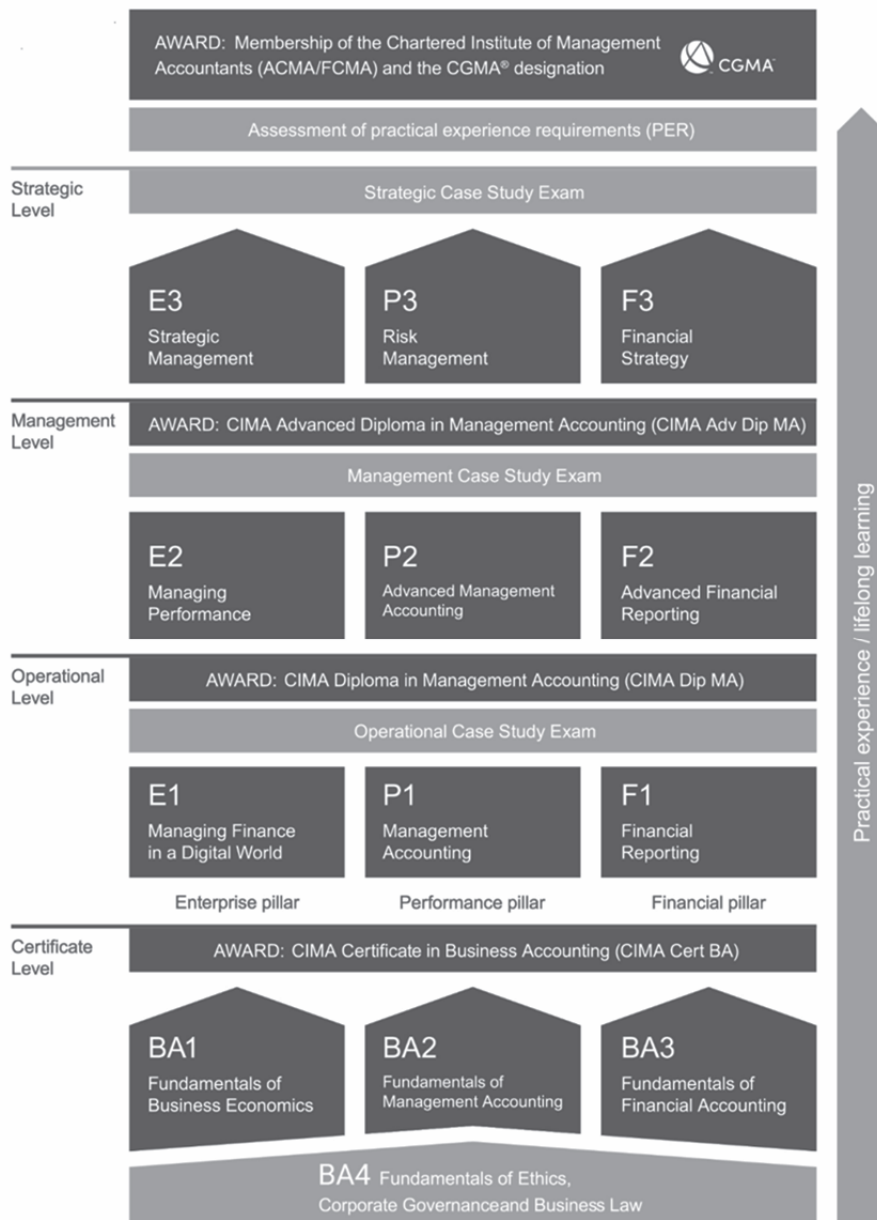 AWARD: Membership of the Chartered Institute of Management
Accountants (ACMA/FCMA) and the CGMA® designation
CGMA™
Assessment of practical experience requirements (PER)
Strategic
Level
Strategic Case Study Exam
E3
Strategic
Management
P3
Risk
Management
F3
Financial
Strategy
Management
Level
AWARD: CIMA Advanced Diploma in Management Accounting (CIMA Adv Dip MA)
Management Case Study Exam
E2
Managing
Performance
P2
Advanced Management
Accounting
F2
Advanced Financial
Reporting
Operational
Level
AWARD: CIMA Diploma in Management Accounting (CIMA Dip MA)
Operational Case Study Exam
E1
Managing Finance
in a Digital World
P1
Management
Accounting
F1
Financial
Reporting
Enterprise pillar
Performance pillar
Financial pillar
Certificate
Level
AWARD: CIMA Certificate in Business Accounting (CIMA Cert BA)
BA1
Fundamentals of
Business Economics
BA2
Fundamentals of
Management Accounting
BA3
Fundamentals of
Financial Accounting
BA4 Fundamentals of Ethics,
Corporate Governanceand Business Law
Practical experience / lifelong learning